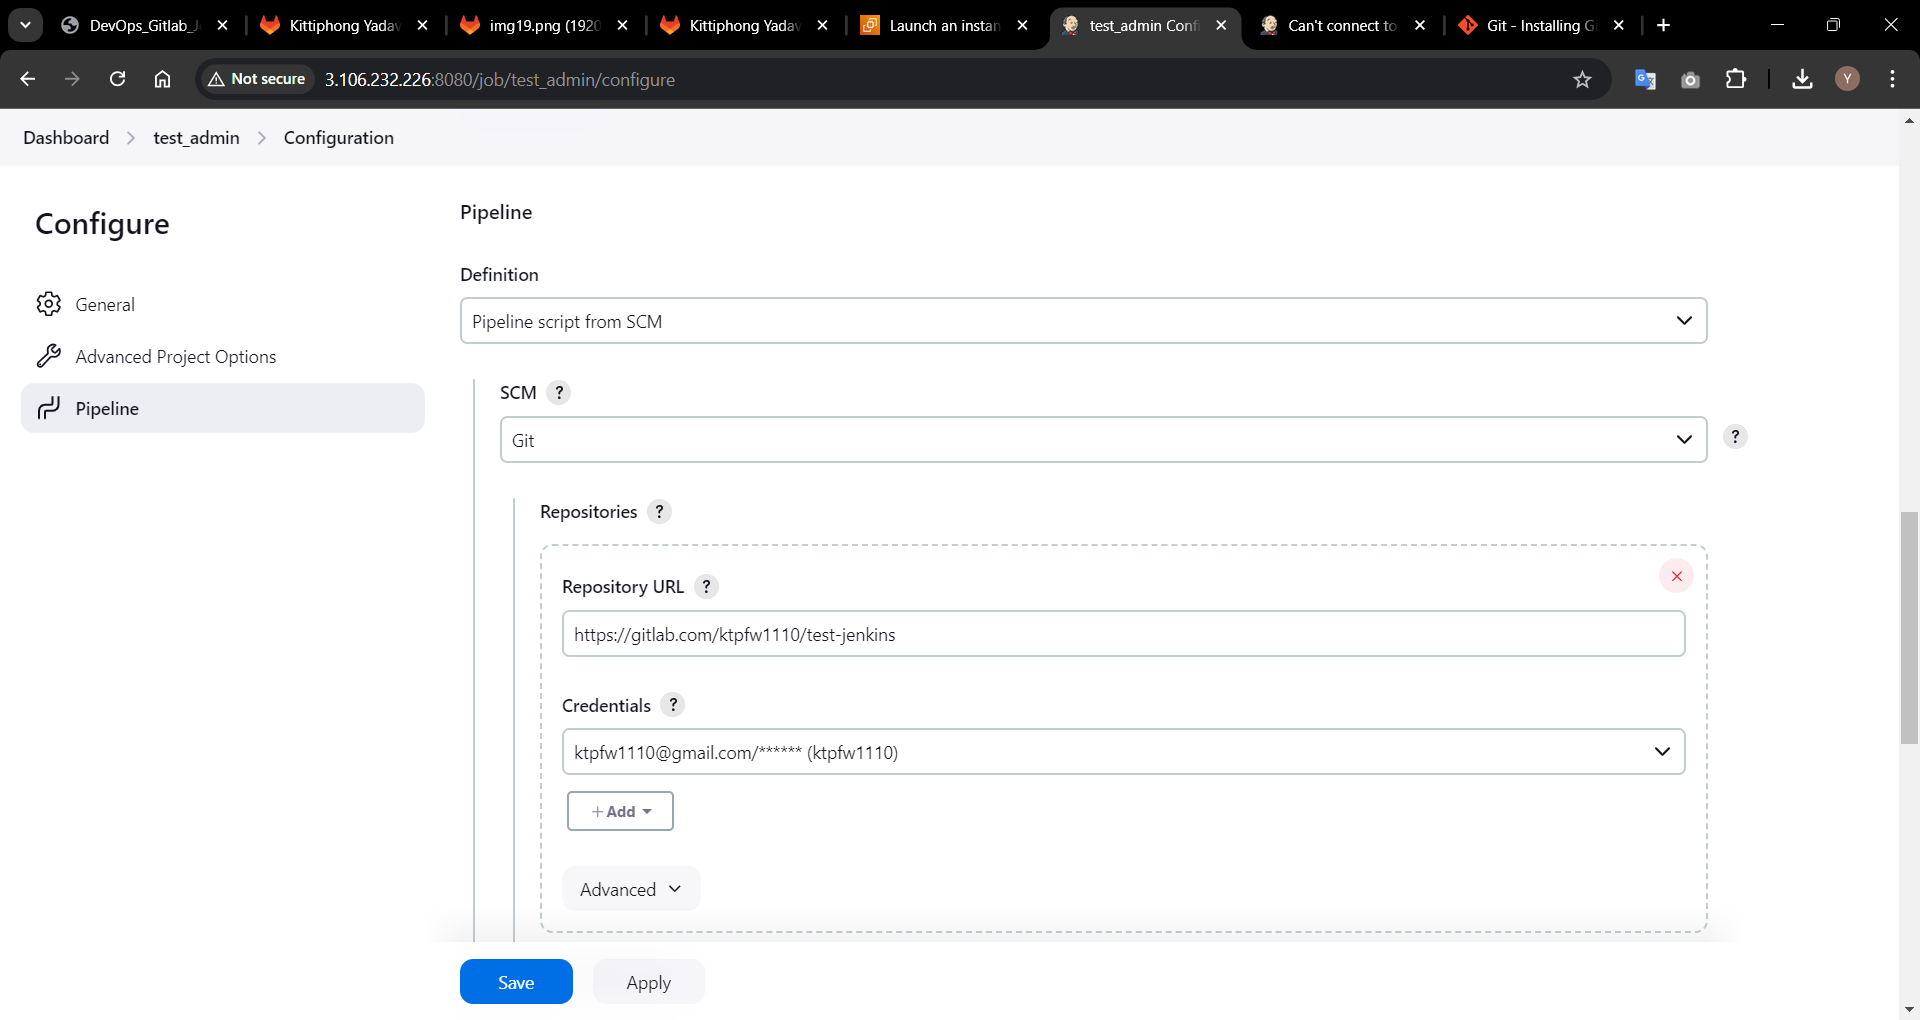 DevOps_Gitlab_J
Kittiphong Yadav
img19.png (1920
Kittiphong Yadav
Launch an instan
test_admin Confi
Can't connect to
Git - Installing Gi
Not secure
3.106.232.226:8080/job/test_admin/configure
Y
Dashboard
test_admin
Configuration
Configure
General
Advanced Project Options
Pipeline
Pipeline
Definition
Pipeline script from SCM
SCM ?
Git
?
Repositories ?
Repository URL ?
https://gitlab.com/ktpfw1110/test-jenkins
Credentials ?
ktpfw1110@gmail.com/****** (ktpfw1110)
+ Add
Advanced
Save
Apply